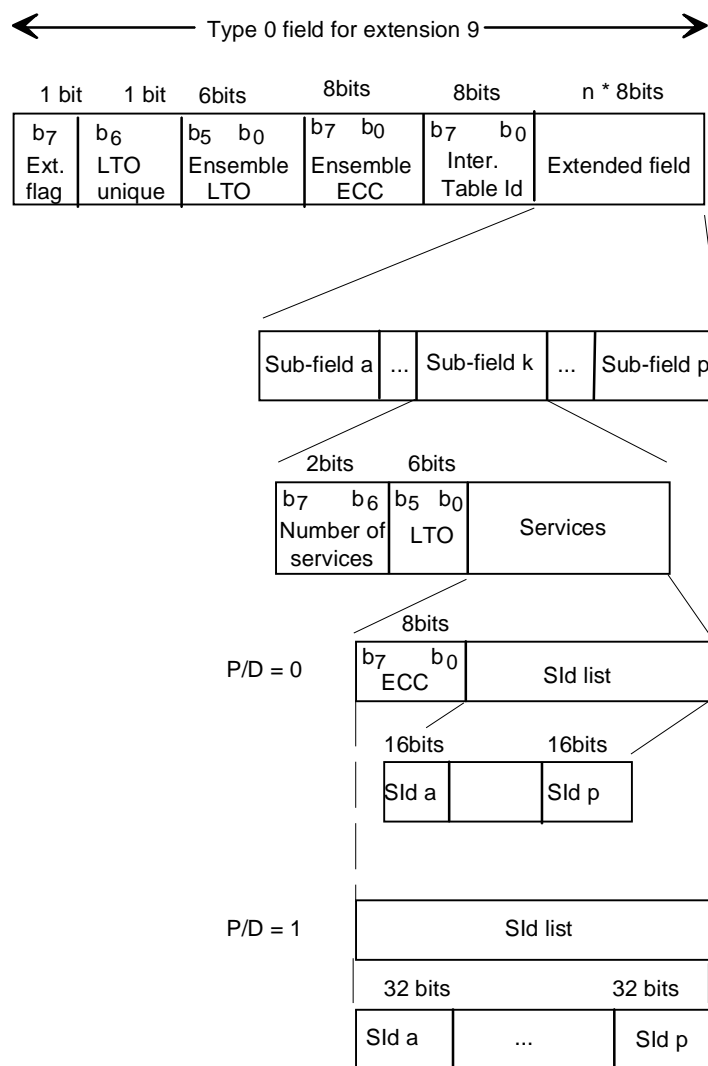 Type 0 field for extension 9
1 bit 1 bit 6bits 8bits 8bits n * 8bits
b7 b6 b5 b0 b7 b0 b7 b0
Ext. LTO Ensemble Ensemble Inter. Extended field
flag unique LTO ECC Table Id
Sub-field a ... Sub-field k ... Sub-field p
2bits 6bits
b7 b6 b5 b0
Number of LTO Services
services
8bits
P/D = 0 b7 b0 SId list
ECC
16bits 16bits
SId a SId p
P/D = 1 SId list
32 bits 32 bits
SId a ... SId p